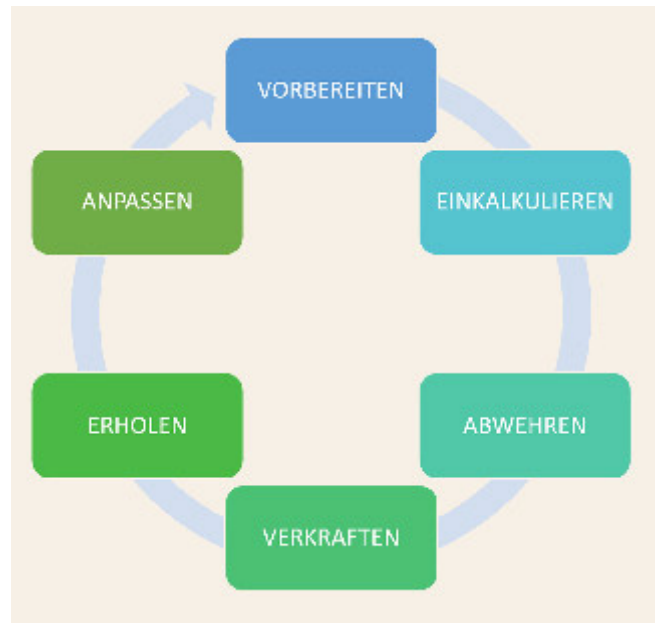 VORBEREITEN
EINKALKULIEREN
ABWEHREN
VERKRAFTEN
ERHOLEN
ANPASSEN